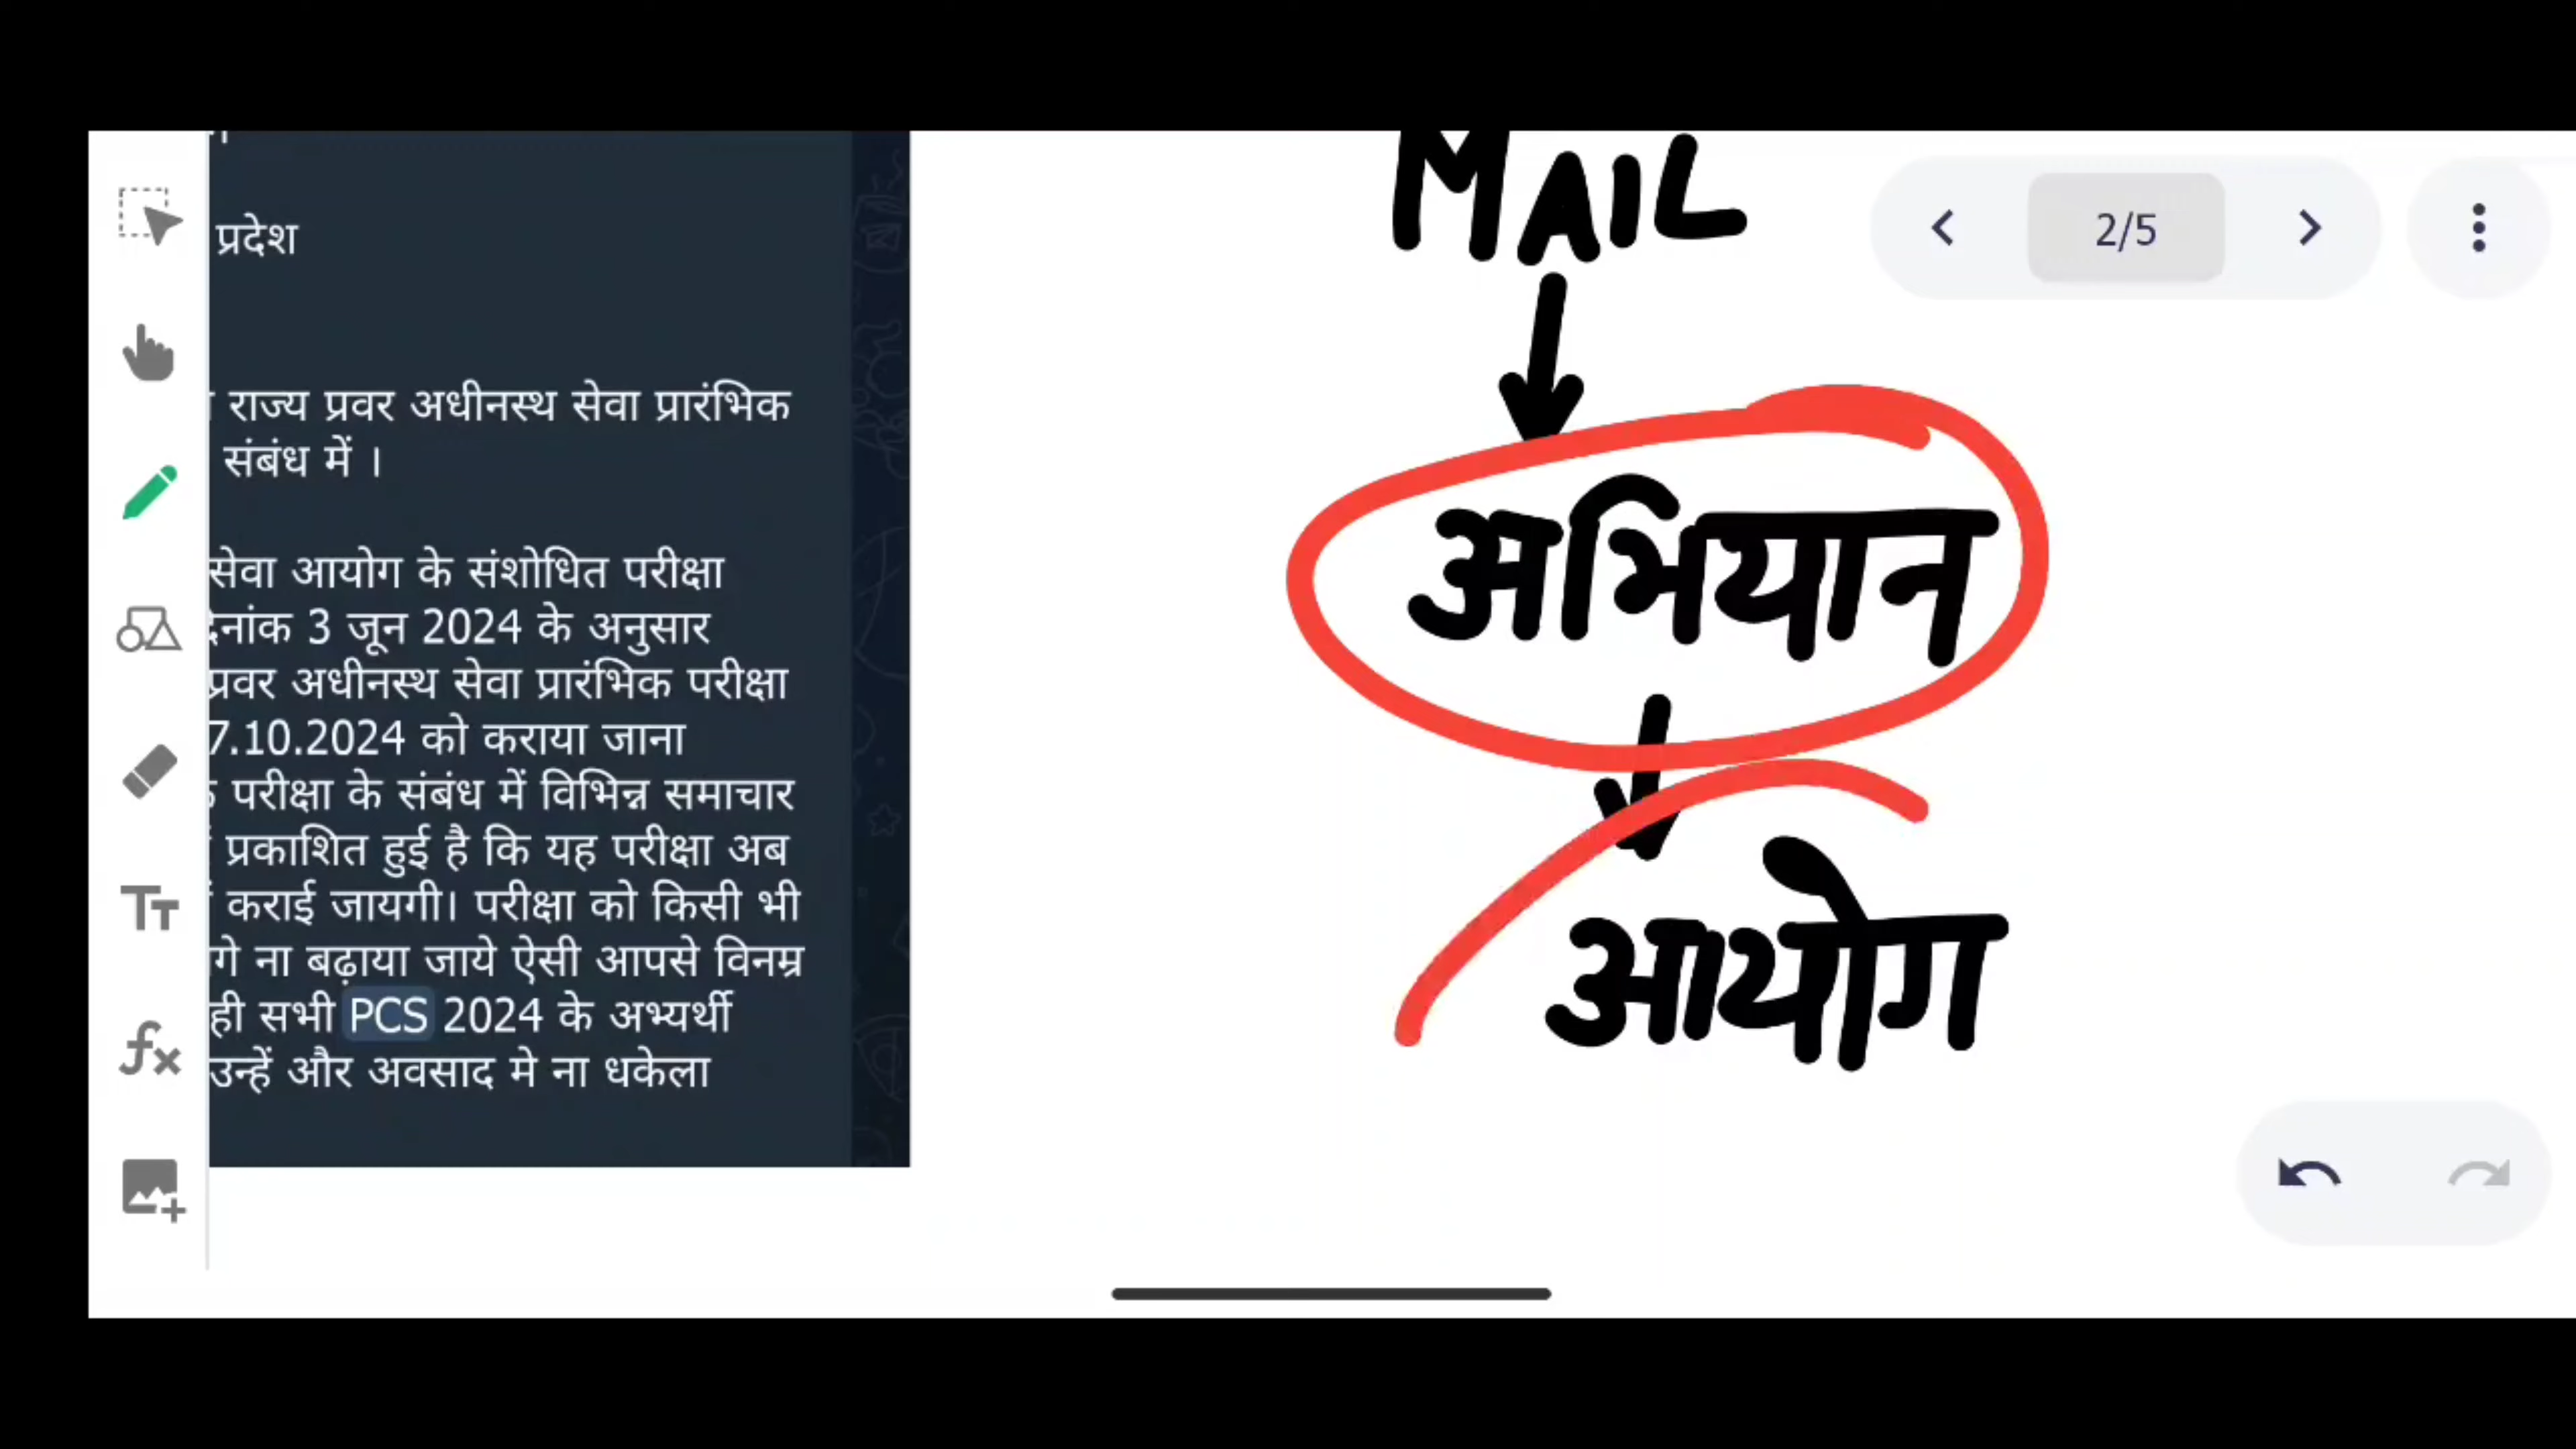 प्रदेश
राज्य प्रवर अधीनस्थ सेवा प्रारंभिक
संबंध में ।
सेवा आयोग के संशोधित परीक्षा
3 जून 2024 के अनुसार
प्रवर अधीनस्थ सेवा प्रारंभिक परीक्षा
7.10.2024 को कराया जाना
परीक्षा के संबंध में विभिन्न समाचार
प्रकाशित हुई है कि यह परीक्षा अब
कराई जायगी। परीक्षा को किसी भी
ना बढ़ाया जाये ऐसी आपसे विनम्र
ही सभी PCS 2024 के अभ्यर्थी
उन्हें और अवसाद मे ना धकेला
MAIL
अभियान
आयोग
2/5
TT
fx